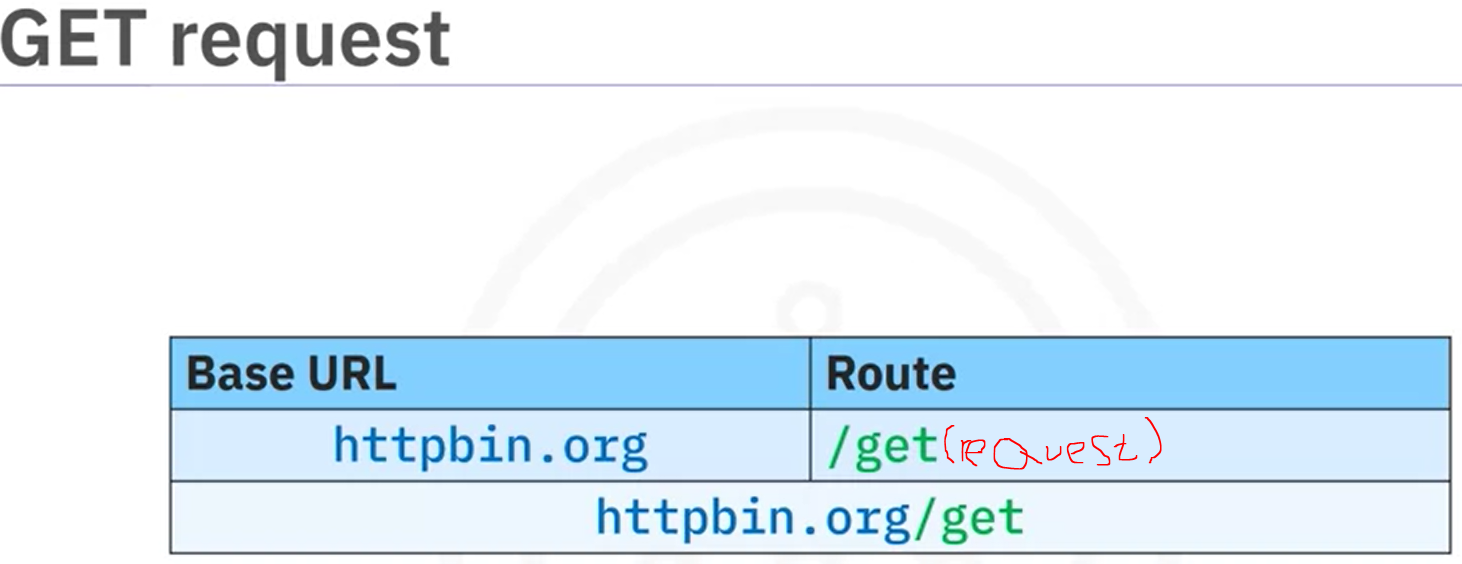 GET request
Base URL Route
httpbin.org /get(REQUEST)
httpbin.org/get